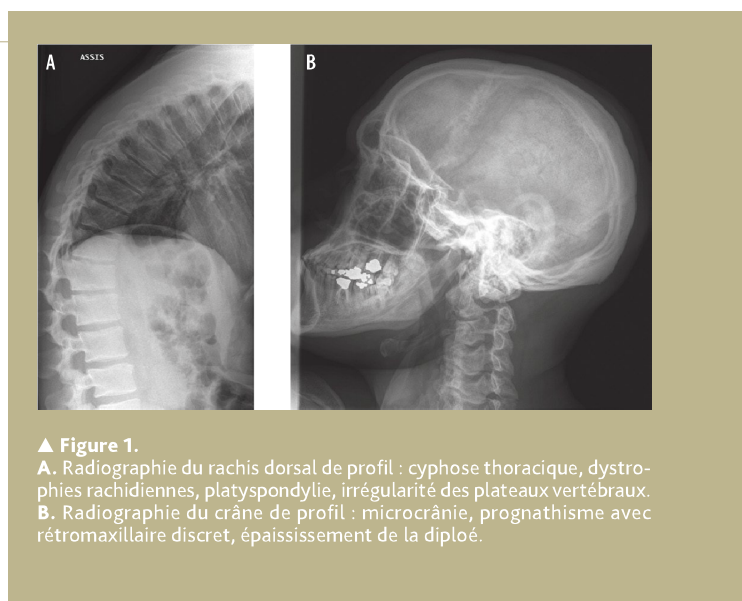 A
ASSIS
B
▲ Figure 1.
A. Radiographie du rachis dorsal de profil : cyphose thoracique, dystro-
phies rachidiennes, platyspondylie, irrégularité des plateaux vertébraux.
B. Radiographie du crâne de profil : microcrânie, prognathisme avec
rétromaxillaire discret, épaississement de la diploé.